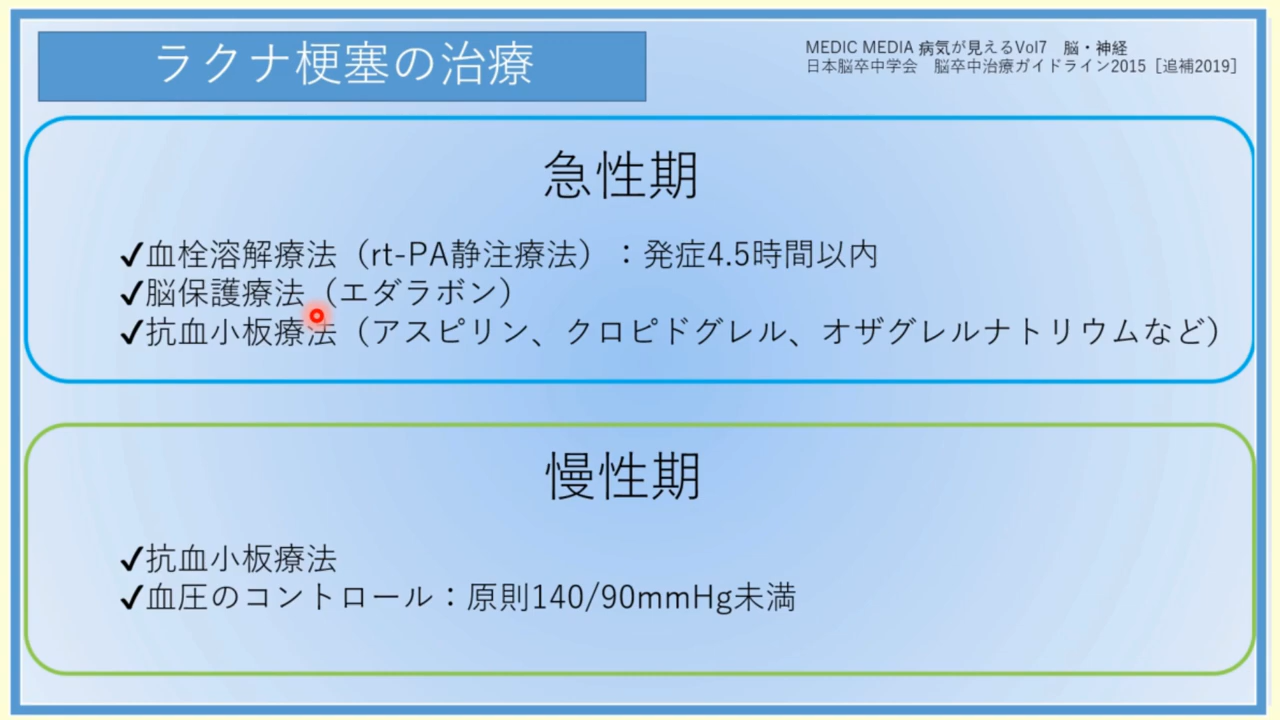 ラクナ梗塞の治療
MEDIC MEDIA 病気が見えるVol7　脳・神経
日本脳卒中学会　脳卒中治療ガイドライン2015［追補2019］
急性期
✓血栓溶解療法（rt-PA静注療法）：発症4.5時間以内
✓脳保護療法（エダラボン）
✓抗血小板療法（アスピリン、クロピドグレル、オザグレルナトリウムなど）
慢性期
✓抗血小板療法
✓血圧のコントロール：原則140/90mmHg未満